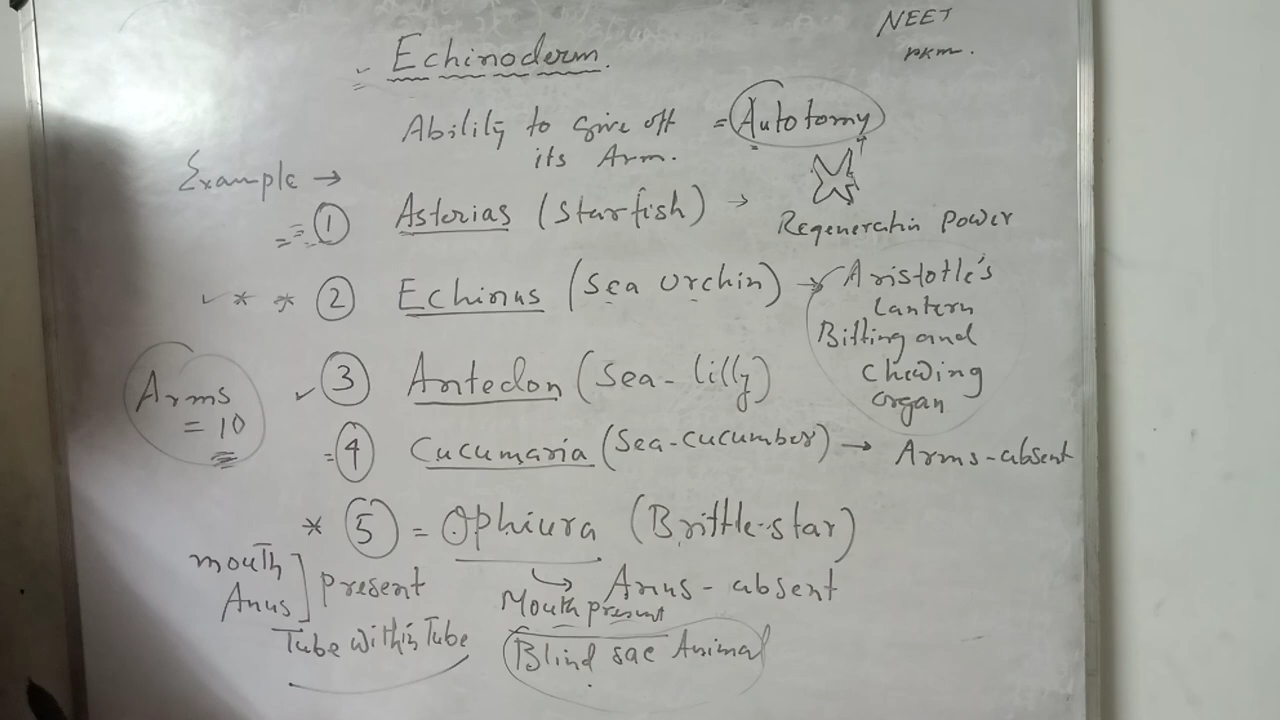 NEET
pkm.
Echinoderm.
Ability to give off = Autotomy
its Arm.
Example →
① Asterias (Starfish) →
Regeneratin power
② Echinus (Sea urchin) → Aristotle's
Lantern
Bitting and
chewing
organ
Arms
= 10
③ Antedon (Sea-lilly)
④ Cucumaria (Sea-cucumber) → Arms-absent
⑤ = Ophiura (Brittle-star)
mouth
Anus] present
Tube within Tube
→ Anus-absent
Mouth present
Blind sac Animal